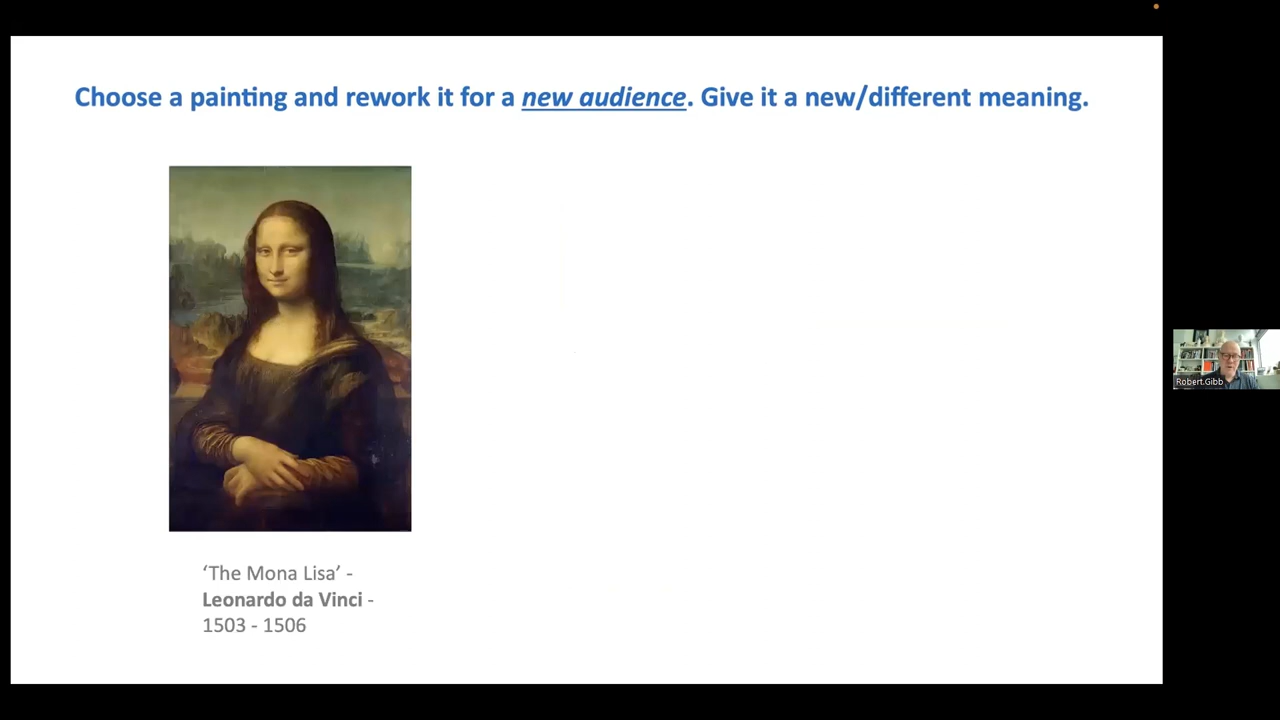 Choose a painting and rework it for a new audience. Give it a new/different meaning.
‘The Mona Lisa’ -
Leonardo da Vinci -
1503 - 1506
Robert.Gibb